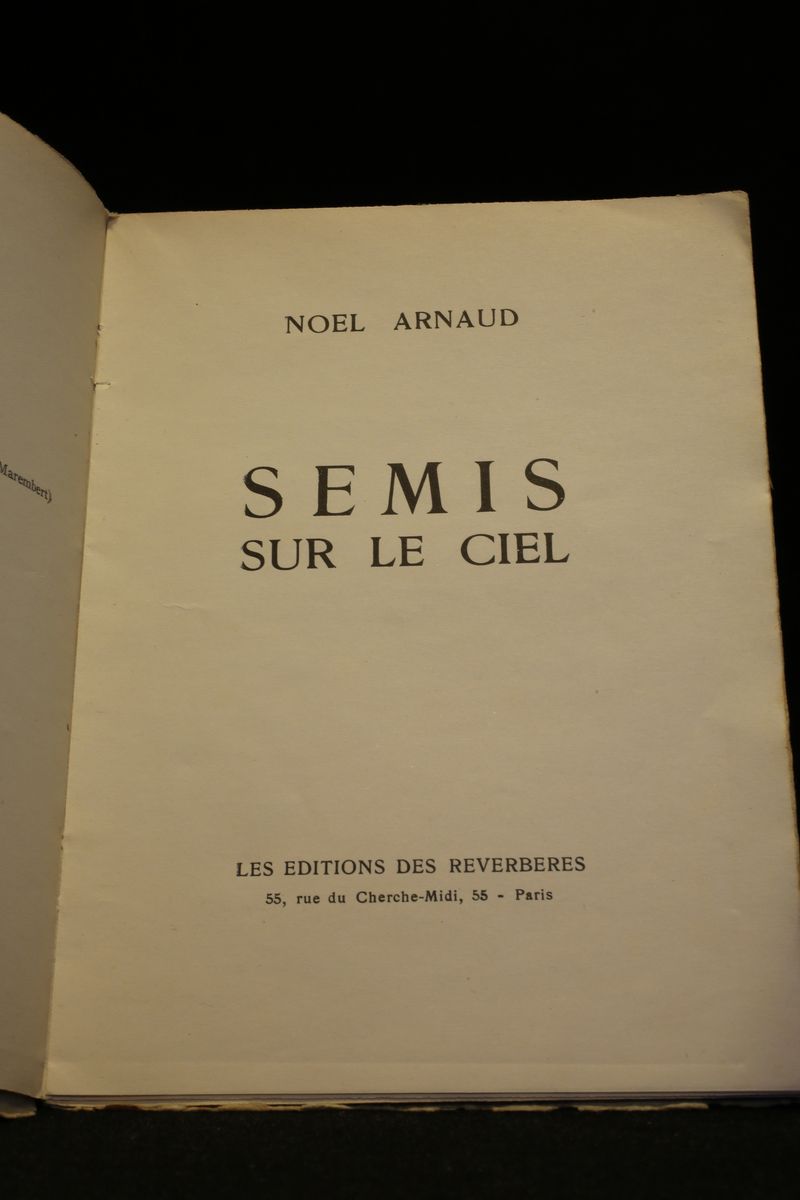 Marembert)
NOEL ARNAUD
SEMIS
SUR LE CIEL
LES EDITIONS DES REVERBERES
55, rue du Cherche-Midi, 55 - Paris